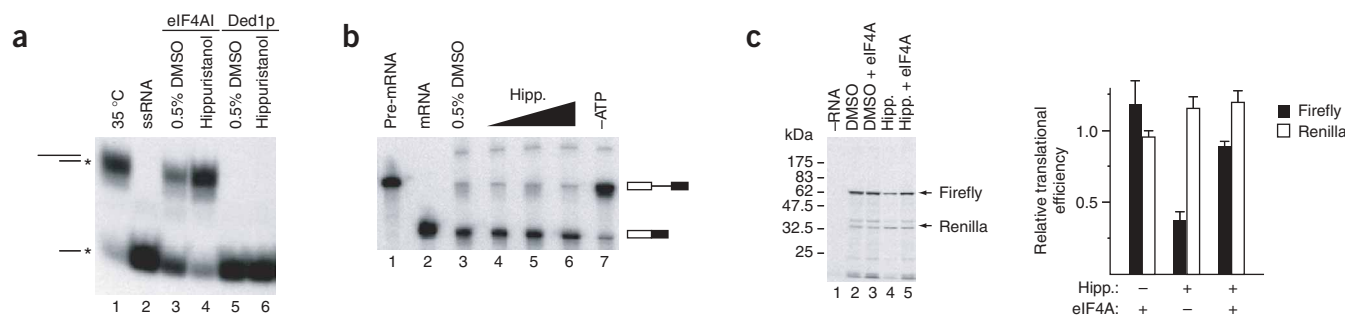 a
eIF4AI
Ded1p
35 °C
ssRNA
0.5% DMSO
Hippuristanol
0.5% DMSO
Hippuristanol
*
*
1 2 3 4 5 6
b
Pre-mRNA
mRNA
0.5% DMSO
Hipp.
–ATP
1 2 3 4 5 6 7
c
–RNA
DMSO
DMSO + eIF4A
Hipp.
Hipp. + eIF4A
kDa
175
83
62
47.5
32.5
25
Firefly
Renilla
1 2 3 4 5
Relative translational
efficiency
1.0
0.5
Firefly
Renilla
Hipp.: – + +
eIF4A: + – +